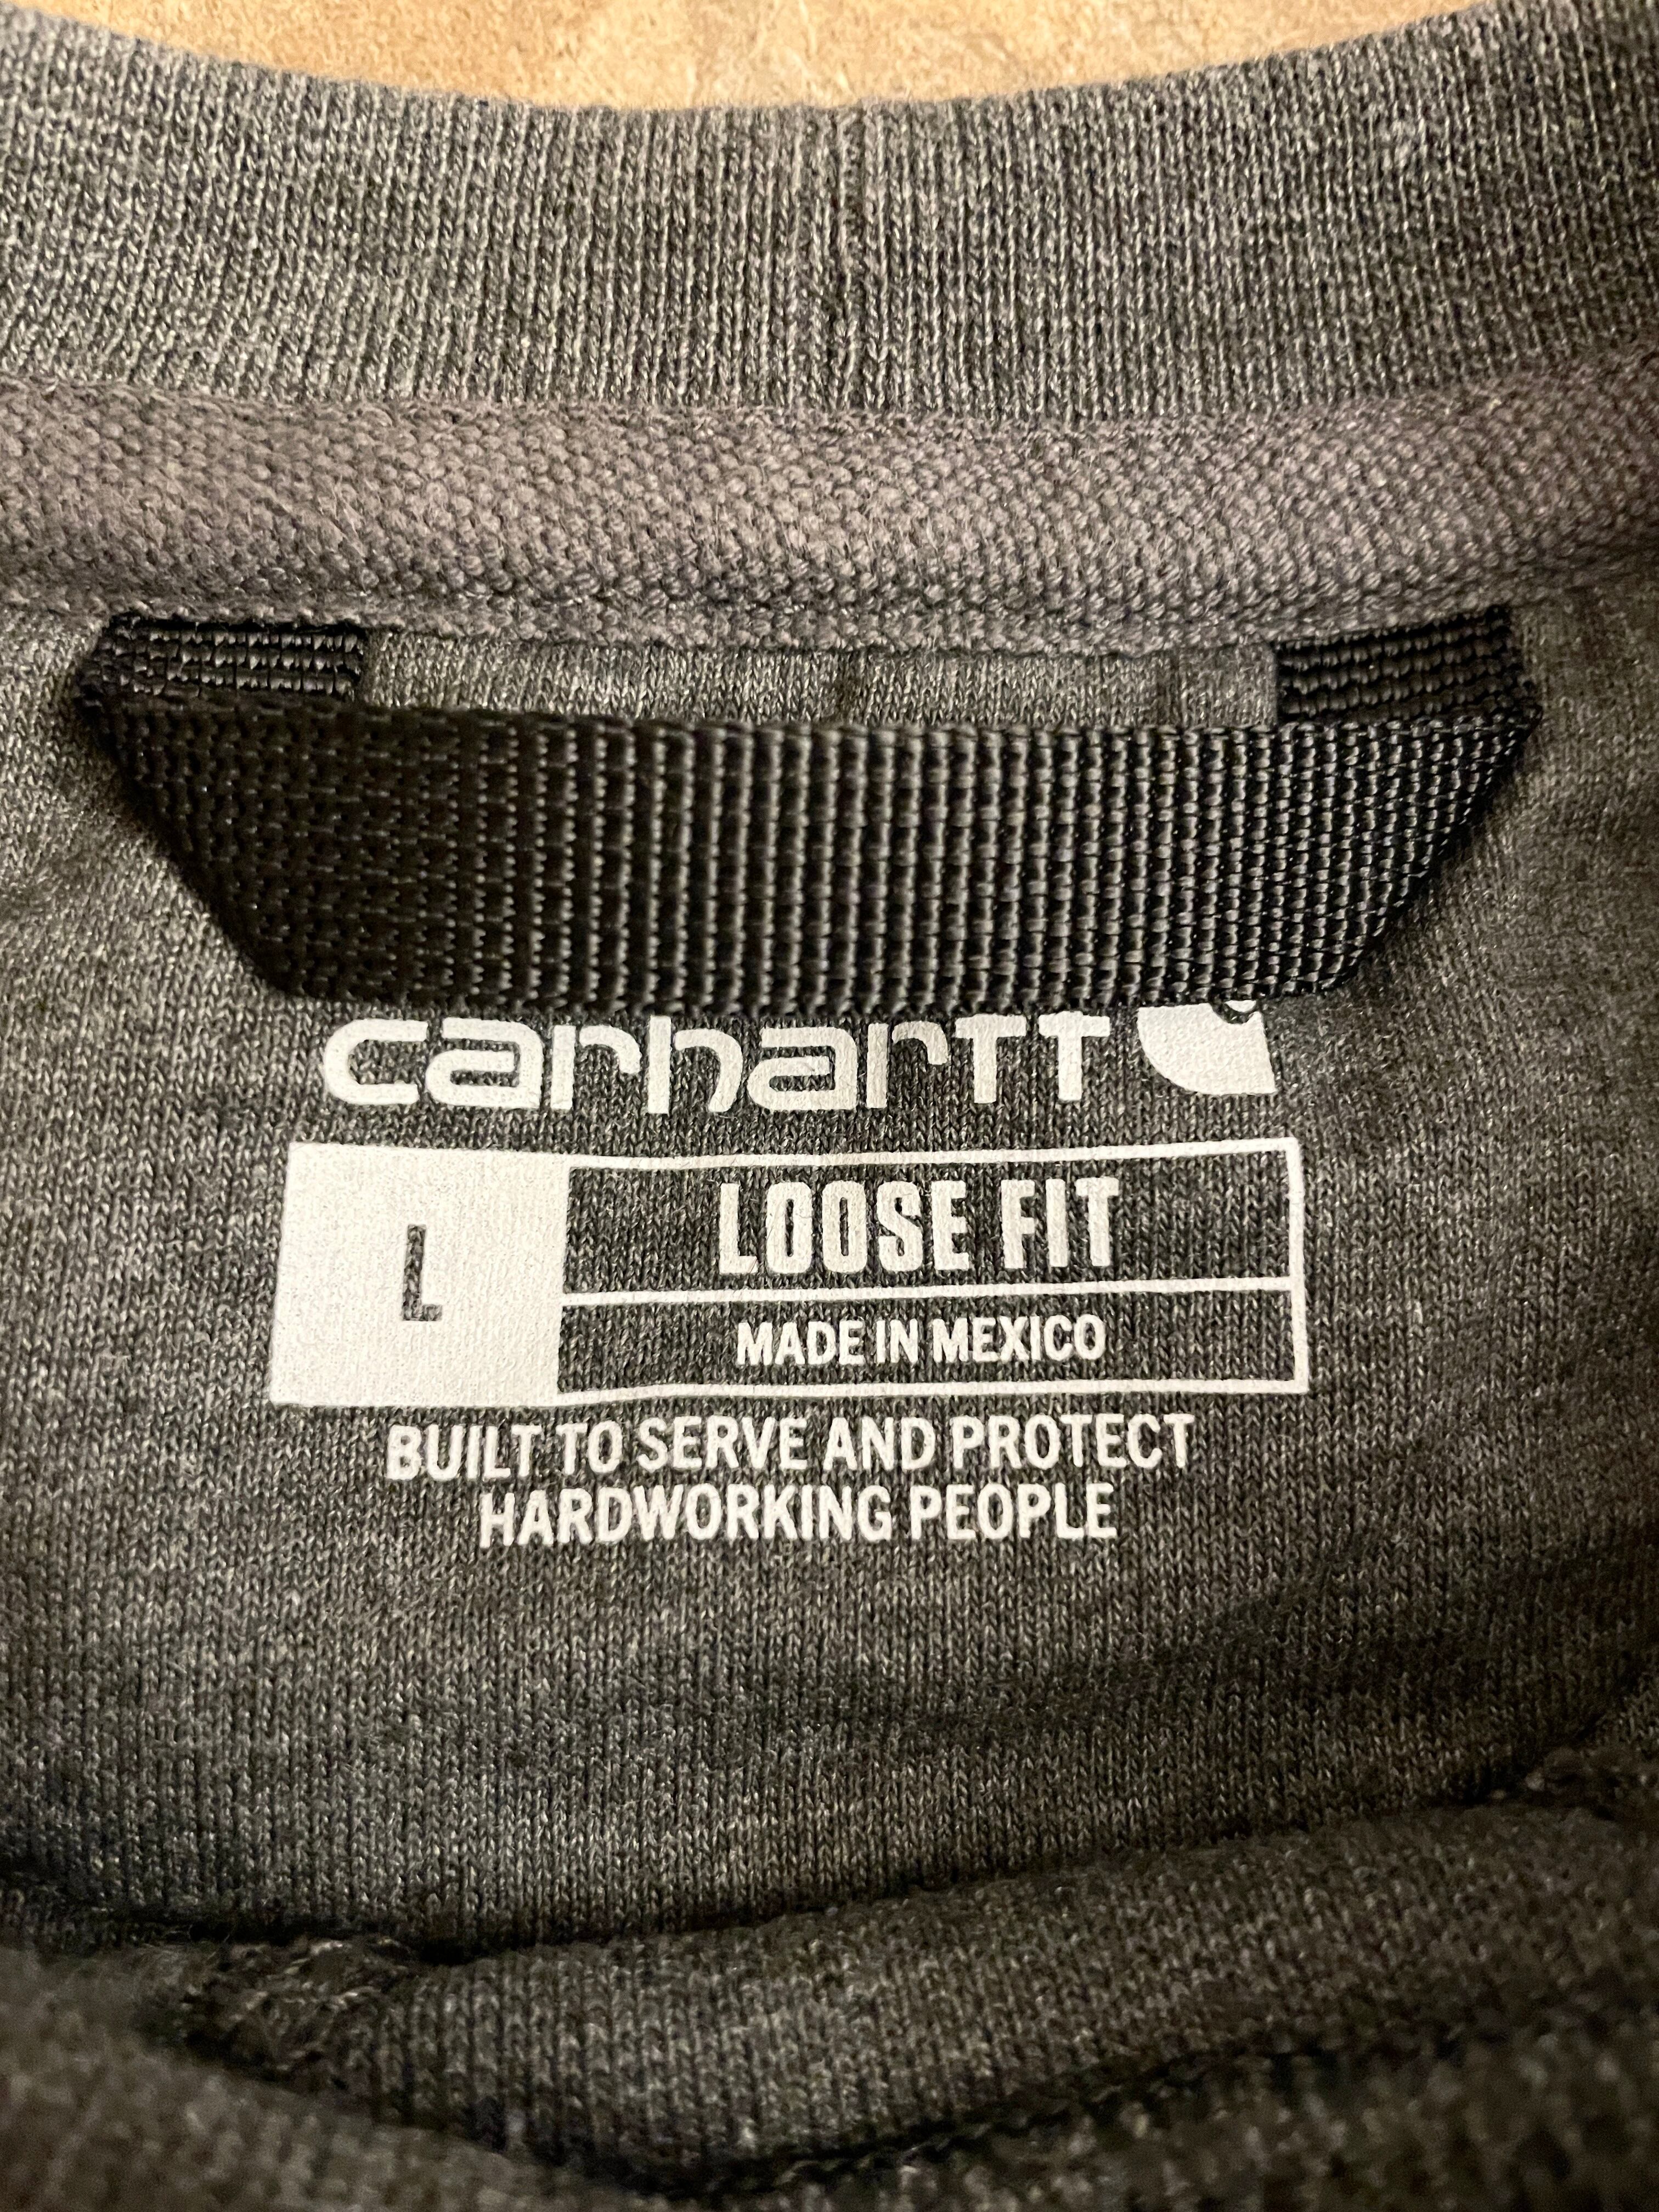 carhartt
L
LOOSE FIT
MADE IN MEXICO
BUILT TO SERVE AND PROTECT
HARDWORKING PEOPLE